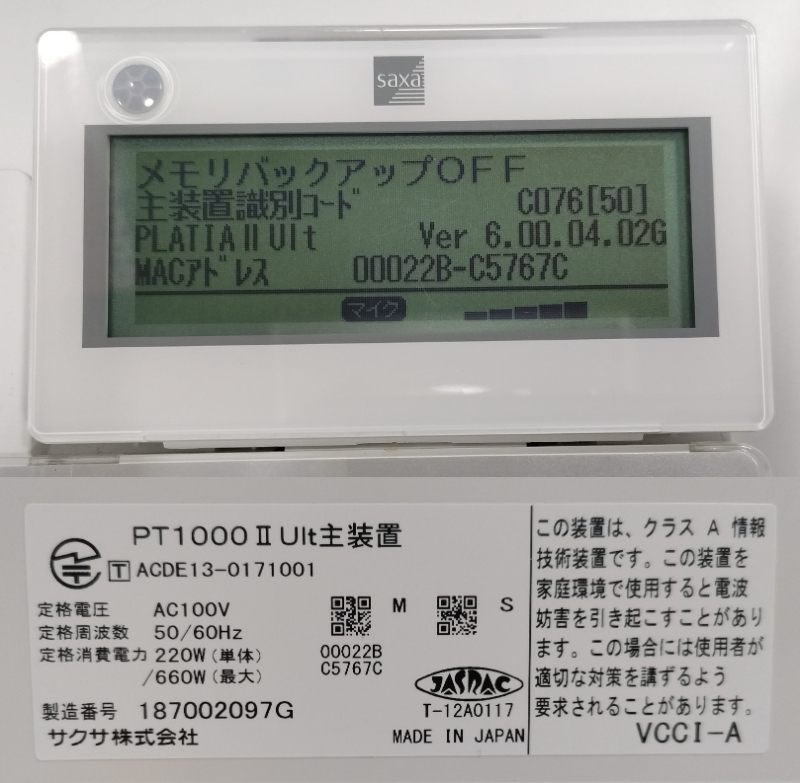 saxa
メモリバックアップOFF
主装置識別ｺｰﾄﾞ C076[50]
PLATIAⅡUlt Ver 6.00.04.02G
MACｱﾄﾞﾚｽ 00022B-C5767C
マイク
PT1000ⅡUlt主装置
T ACDE13-0171001
定格電圧 AC100V
定格周波数 50/60Hz
定格消費電力 220W(単体)
/660W(最大)
M S
00022B
C5767C
JASRAC
T-12A0117
製造番号 187002097G
サクサ株式会社
MADE IN JAPAN
この装置は、クラス A 情報
技術装置です。この装置を
家庭環境で使用すると電波
妨害を引き起こすことがあり
ます。この場合には使用者が
適切な対策を講ずるよう
要求されることがあります。
VCCI-A